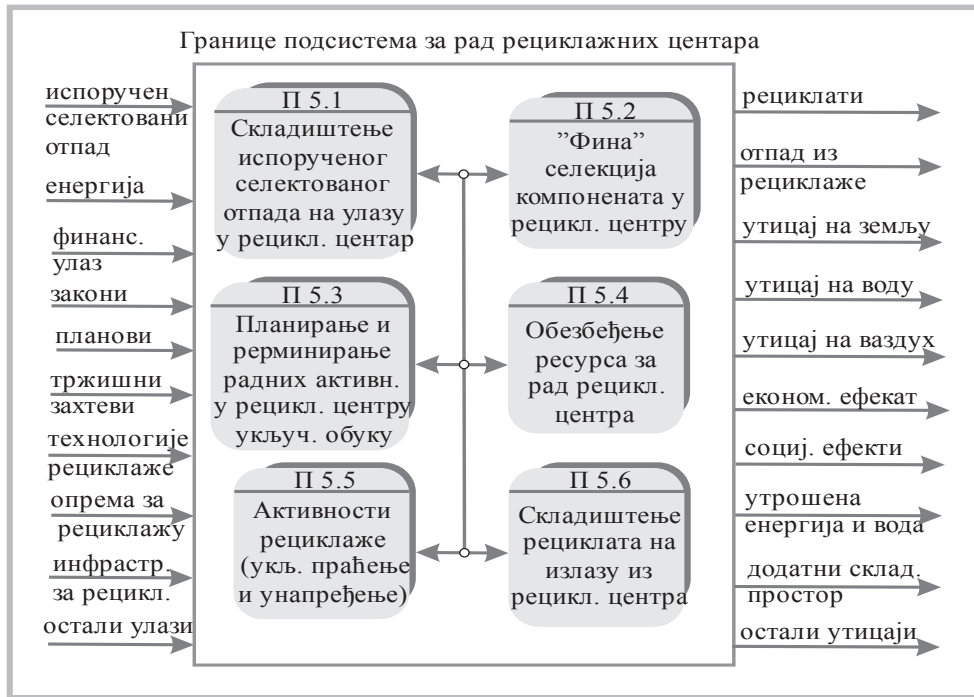 Границе подсистема за рад рециклажних центара
испоручен
селектовани
отпад
енергија
финанс.
улаз
закони
планови
тржишни
захтеви
технологије
рециклаже
опрема за
рециклажу
инфрастр.
за рецикл.
остали улази
П 5.1
Складиштење
испорученог
селектованог
отпада на улазу
у рецикл. центар
П 5.2
”Фина”
селекција
компонената у
рецикл. центру
П 5.3
Планирање и
рерминирање
радних активн.
у рецикл. центру
укључ. обуку
П 5.4
Обезбеђење
ресурса за
рад рецикл.
центра
П 5.5
Активности
рециклаже
(укљ. праћење
и унапређење)
П 5.6
Складиштење
рециклата на
излазу из
рецикл. центра
рециклати
отпад из
рециклаже
утицај на земљу
утицај на воду
утицај на ваздух
економ. ефекат
социј. ефекти
утрошена
енергија и вода
додатни склад.
простор
остали утицаји